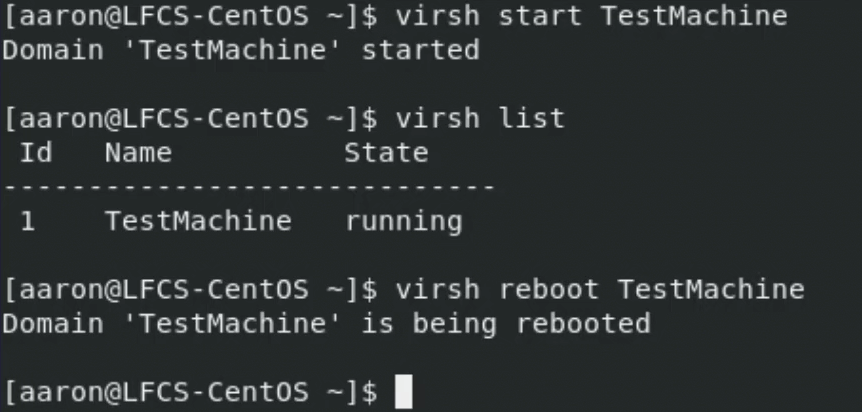 [aaron@LFCS-CentOS ~]$ virsh start TestMachine
Domain 'TestMachine' started
[aaron@LFCS-CentOS ~]$ virsh list
 Id   Name          State
-----------------------------
 1    TestMachine   running
[aaron@LFCS-CentOS ~]$ virsh reboot TestMachine
Domain 'TestMachine' is being rebooted
[aaron@LFCS-CentOS ~]$